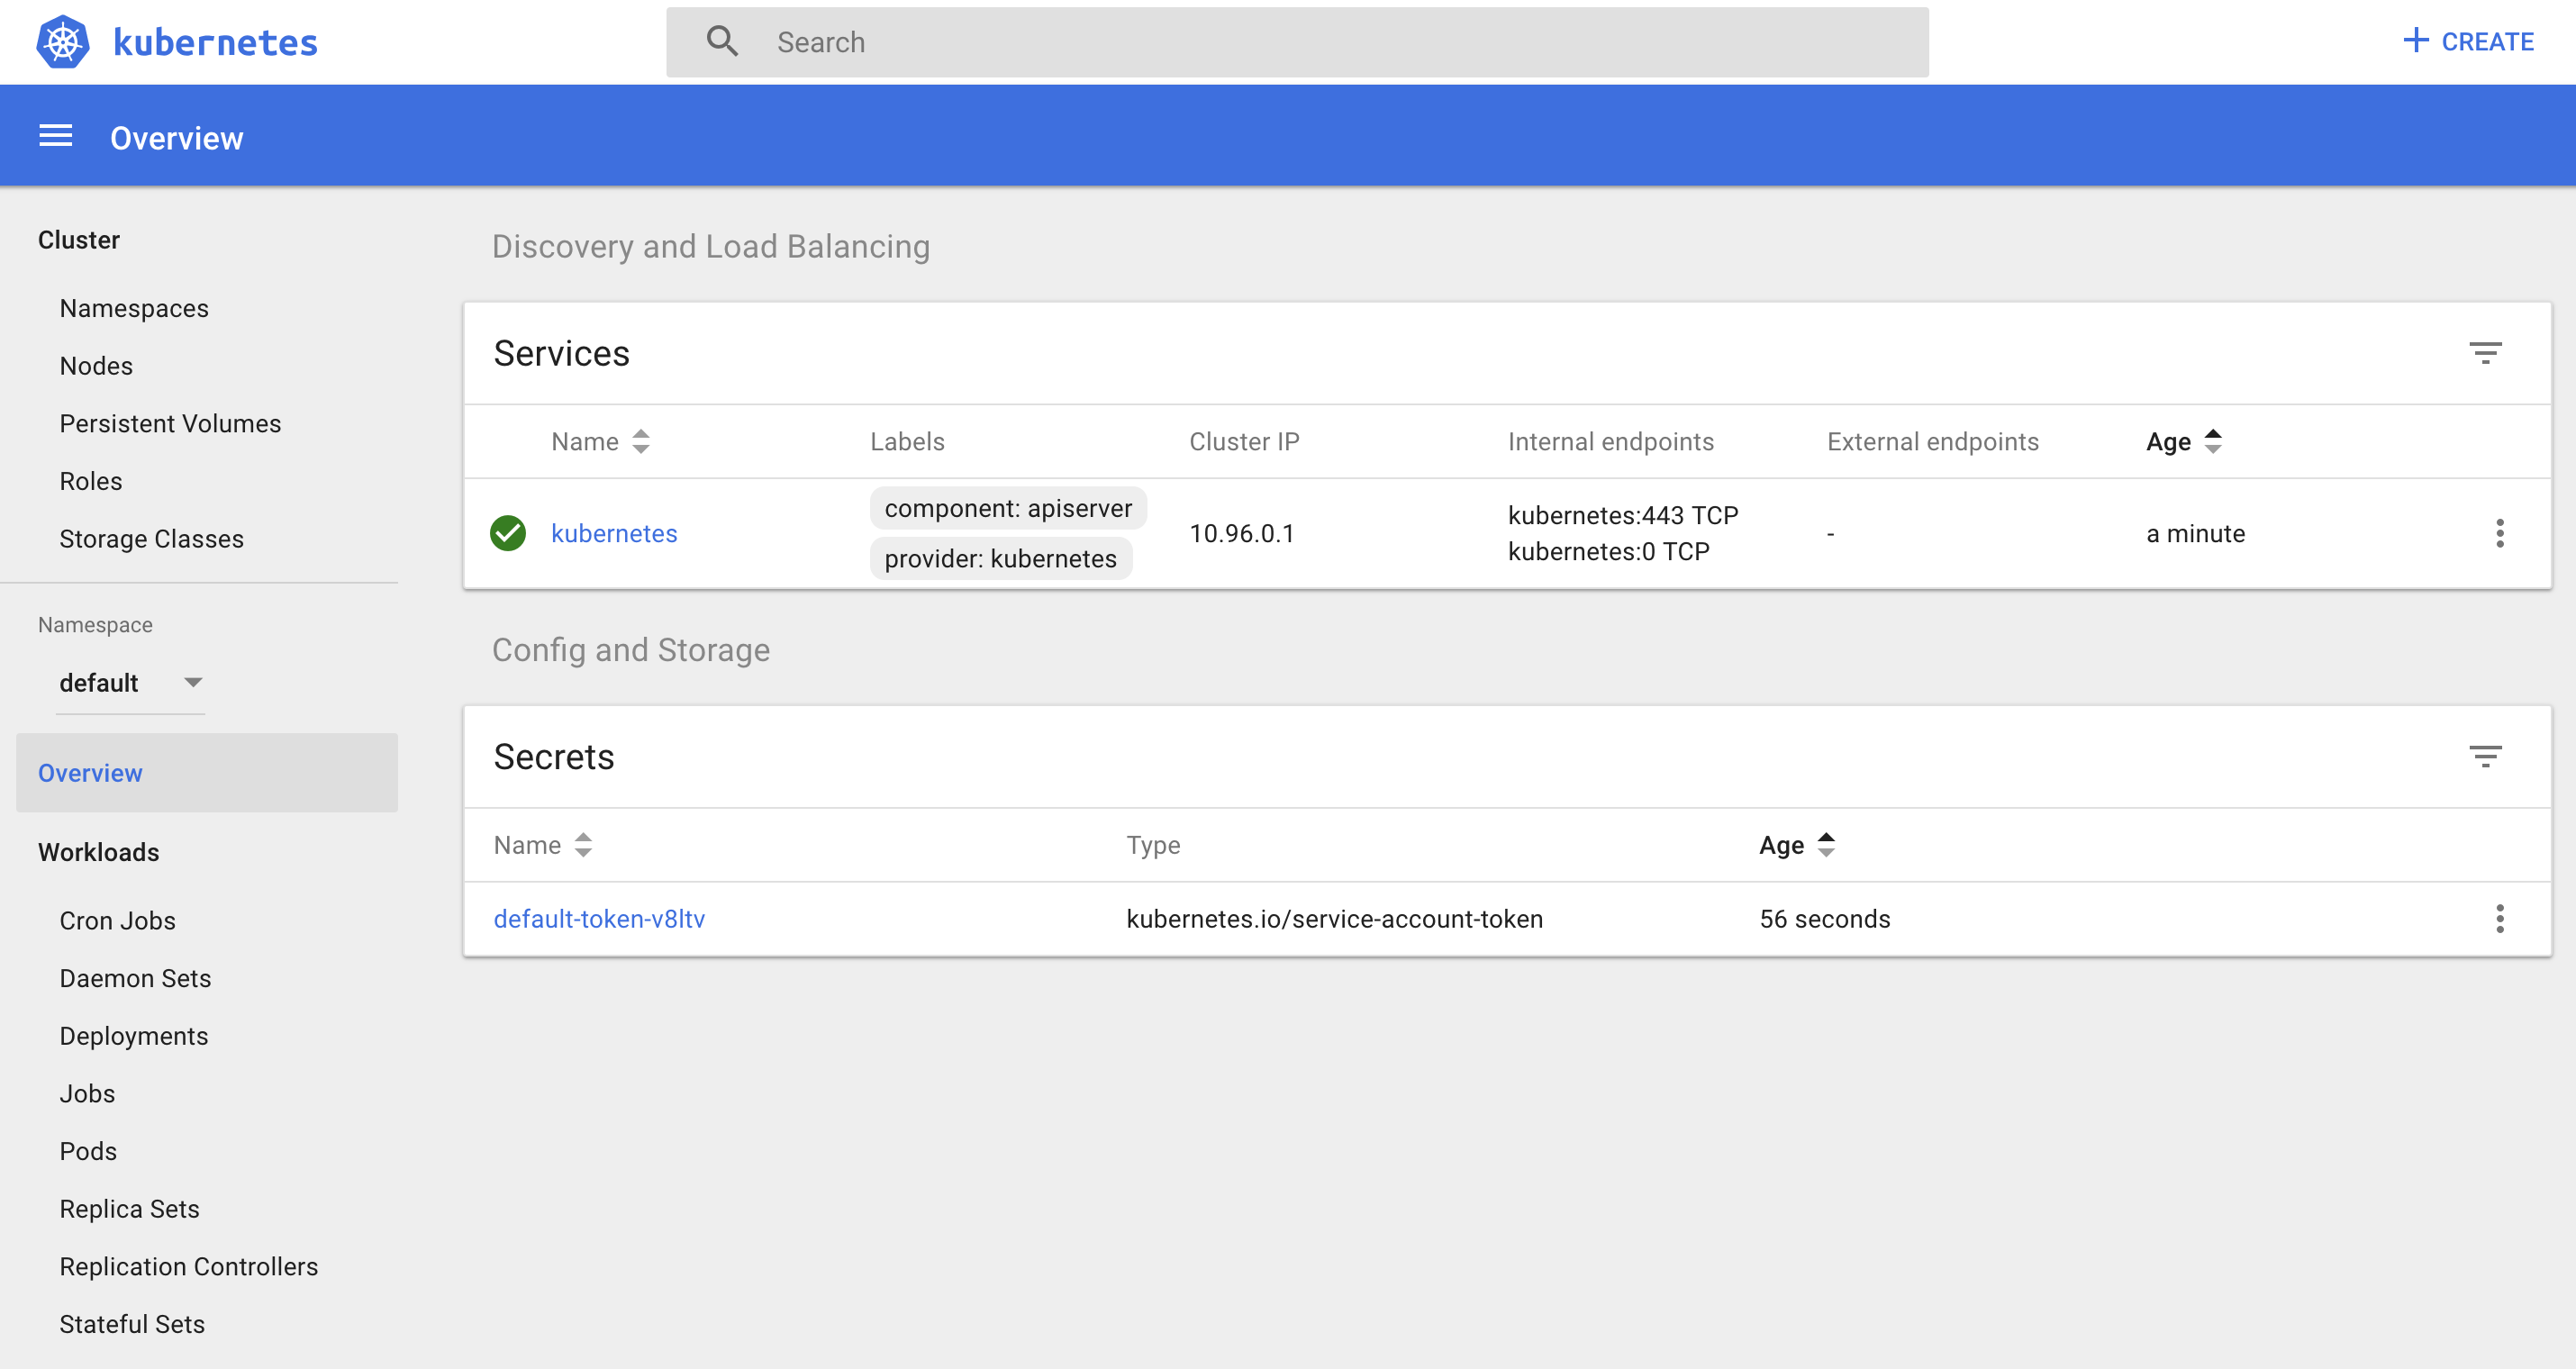 kubernetes
Search
CREATE
Overview
Cluster
Namespaces
Nodes
Persistent Volumes
Roles
Storage Classes
Namespace
default
Overview
Workloads
Cron Jobs
Daemon Sets
Deployments
Jobs
Pods
Replica Sets
Replication Controllers
Stateful Sets
Discovery and Load Balancing
Services
Name Labels Cluster IP Internal endpoints External endpoints Age
kubernetes component: apiserver provider: kubernetes 10.96.0.1 kubernetes:443 TCP kubernetes:0 TCP - a minute
Config and Storage
Secrets
Name Type Age
default-token-v8ltv kubernetes.io/service-account-token 56 seconds